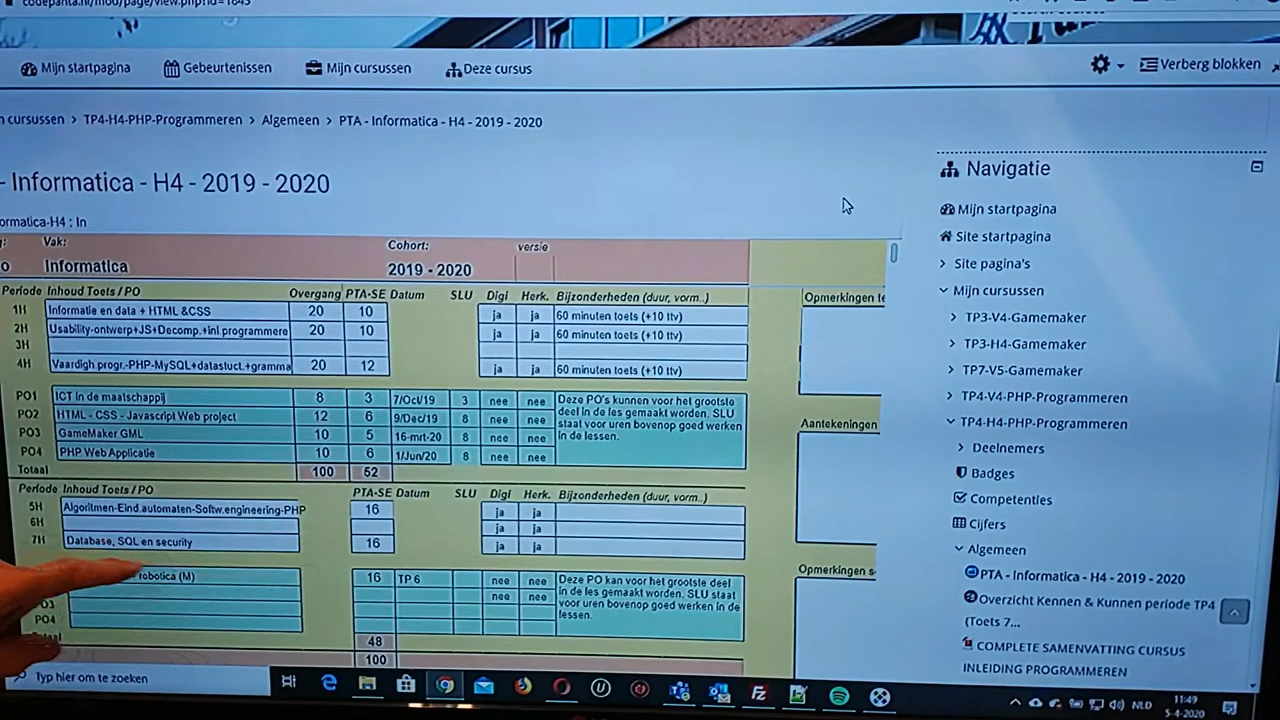 codepanta.nl/mod/page/view.php?id=1845
Mijn startpagina Gebeurtenissen Mijn cursussen Deze cursus Verberg blokken
cursussen > TP4-H4-PHP-Programmeren > Algemeen > PTA - Informatica - H4 - 2019 - 2020
- Informatica - H4 - 2019 - 2020
ormatica-H4 : In
Vak: Cohort: versie
Informatica 2019 - 2020
Periode Inhoud Toets / PO Overgang PTA-SE Datum SLU Digi Herk. Bijzonderheden (duur, vorm..)
1H Informatie en data + HTML &CSS 20 10 ja ja 60 minuten toets (+10 ttv)
2H Usability-ontwerp+JS+Decomp.+inl.programmere 20 10 ja ja 60 minuten toets (+10 ttv)
3H
4H Vaardigh.progr.-PHP-MySQL+datastuct.+gramma 20 12 ja ja 60 minuten toets (+10 ttv)
PO1 ICT in de maatschappij 8 3 7/Oct/19 3 nee nee Deze PO's kunnen voor het grootste
PO2 HTML - CSS - Javascript Web project 12 6 9/Dec/19 8 nee nee deel in de les gemaakt worden. SLU
PO3 GameMaker GML 10 5 16-mrt-20 8 nee nee staat voor uren bovenop goed werken
PO4 PHP Web Applicatie 10 6 1/Jun/20 8 nee nee in de lessen.
Totaal 100 52
Periode Inhoud Toets / PO PTA-SE Datum SLU Digi Herk. Bijzonderheden (duur, vorm..)
5H Algoritmen-Eind.automaten-Softw.engineering-PHP 16 ja ja
6H ja ja
7H Database, SQL en security 16 ja ja
robotica (M) 16 TP 6 nee nee Deze PO kan voor het grootste deel
nee nee in de les gemaakt worden. SLU staat
PO3 voor uren bovenop goed werken in de
PO4 lessen.
48
100
Opmerkingen te
Aantekeningen
Opmerkingen s
Navigatie
Mijn startpagina
Site startpagina
> Site pagina's
Mijn cursussen
> TP3-V4-Gamemaker
> TP3-H4-Gamemaker
> TP7-V5-Gamemaker
> TP4-V4-PHP-Programmeren
TP4-H4-PHP-Programmeren
> Deelnemers
Badges
Competenties
Cijfers
Algemeen
PTA - Informatica - H4 - 2019 - 2020
Overzicht Kennen & Kunnen periode TP4
(Toets 7...
COMPLETE SAMENVATTING CURSUS
INLEIDING PROGRAMMEREN
Typ hier om te zoeken
NLD
11:49
5-4-2020